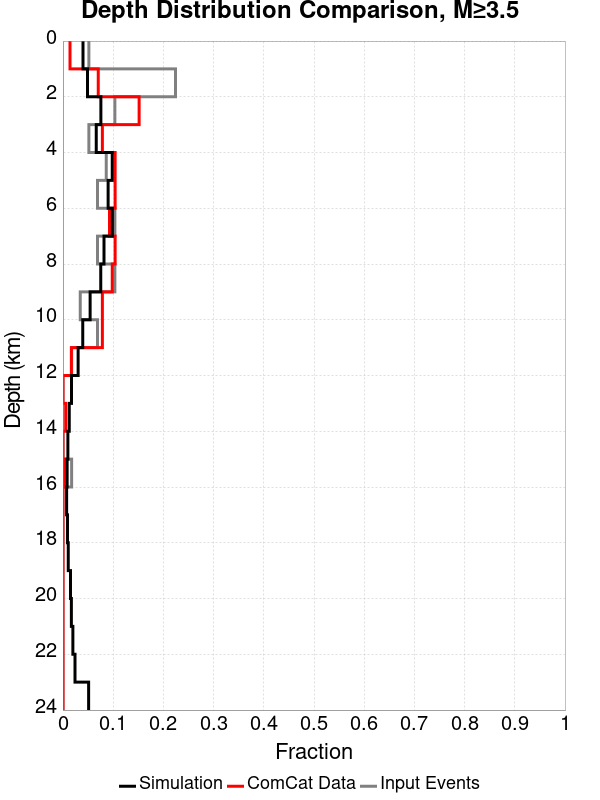 Depth Distribution Comparison, M≥3.5
0
2
4
6
8
10
12
14
16
18
20
22
24
Depth (km)
0 0.1 0.2 0.3 0.4 0.5 0.6 0.7 0.8 0.9 1
Fraction
Simulation ComCat Data Input Events